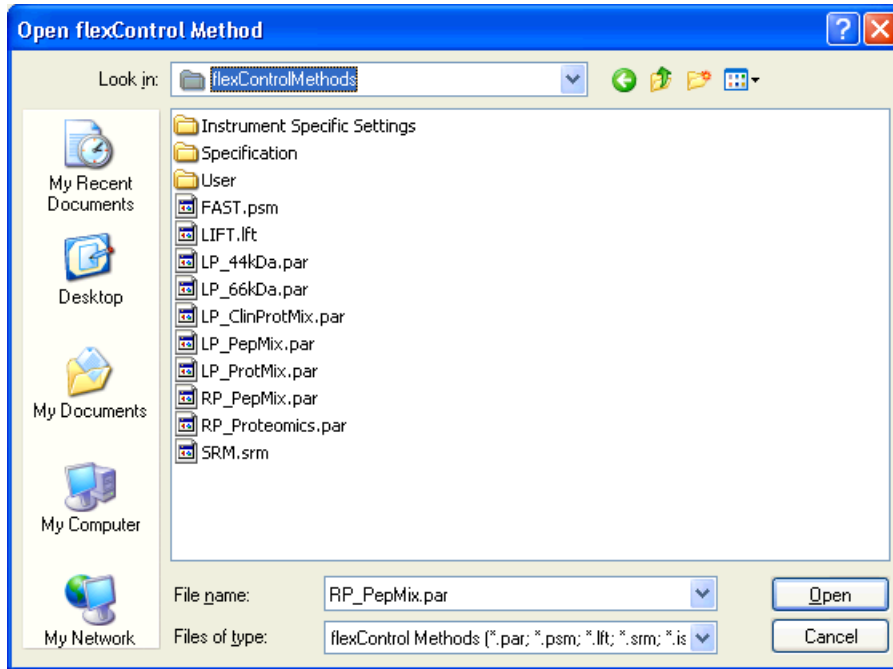 Open flexControl Method
Look in: flexControlMethods
Instrument Specific Settings
Specification
User
FAST.psm
LIFT.lft
LP_44kDa.par
LP_66kDa.par
LP_ClinProtMix.par
LP_PepMix.par
LP_ProtMix.par
RP_PepMix.par
RP_Proteomics.par
SRM.srm
My Recent
Documents
Desktop
My Documents
My Computer
My Network
File name: RP_PepMix.par Open
Files of type: flexControl Methods (*.par; *.psm; *.lft; *.srm; *.is Cancel